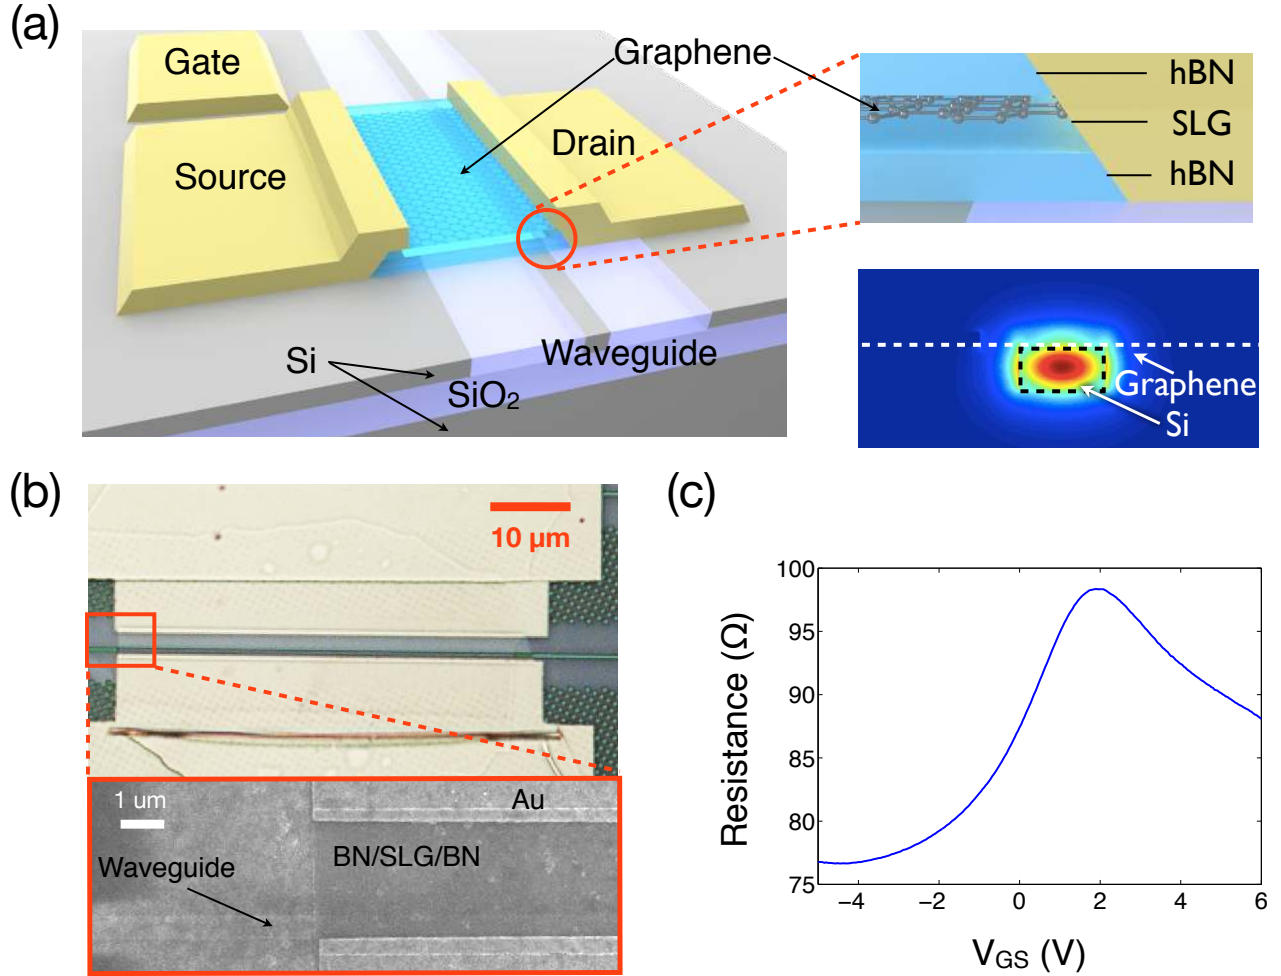 (a)
Gate
Source
Graphene
Drain
Si
SiO₂
Waveguide
hBN
SLG
hBN
Graphene
Si
(b)
10 µm
1 um
Au
BN/SLG/BN
Waveguide
(c)
Resistance (Ω)
100
95
90
85
80
75
−4
−2
0
2
4
6
V_GS (V)